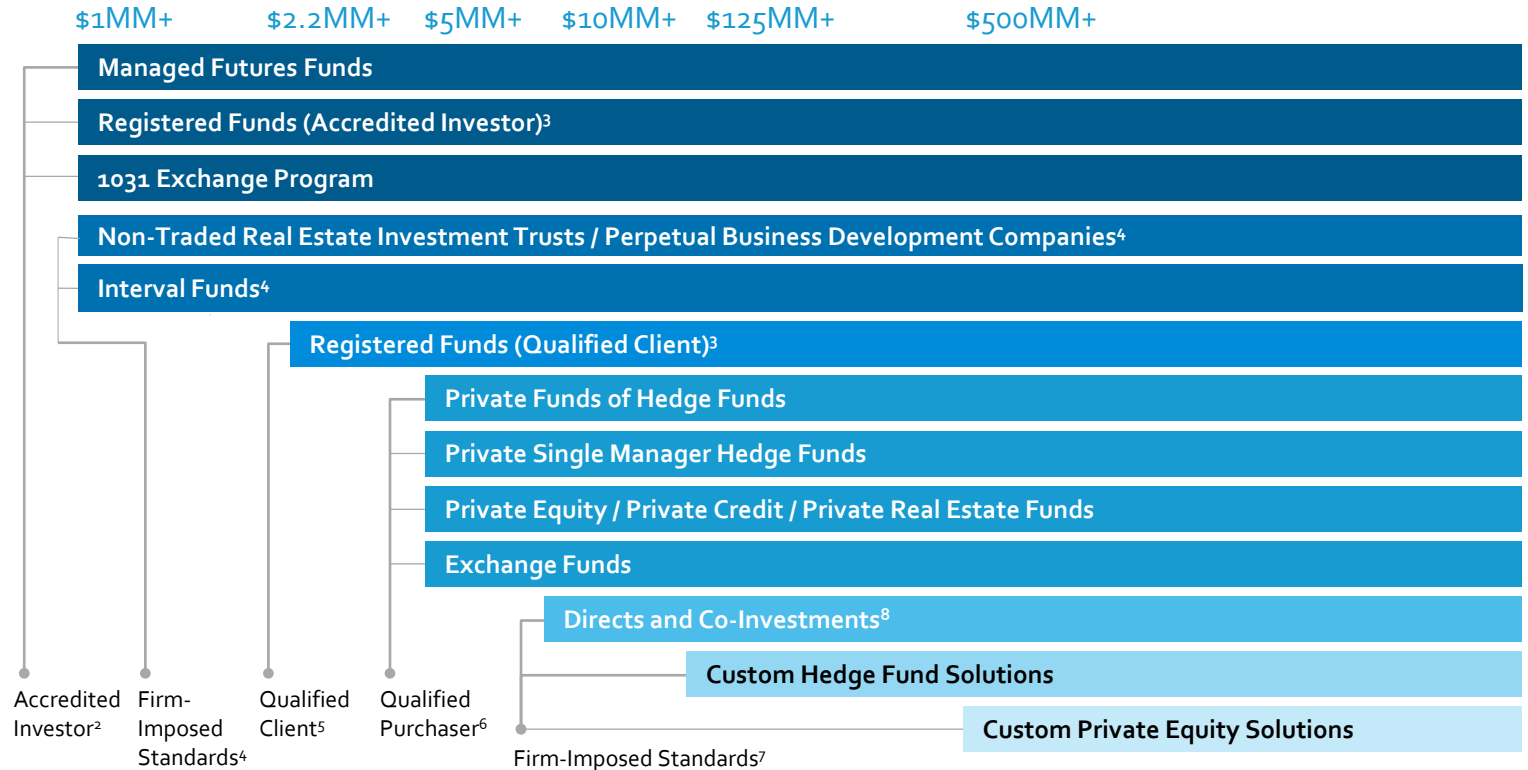 $1MM+ $2.2MM+ $5MM+ $10MM+ $125MM+ $500MM+
Managed Futures Funds
Registered Funds (Accredited Investor)³
1031 Exchange Program
Non-Traded Real Estate Investment Trusts / Perpetual Business Development Companies⁴
Interval Funds⁴
Registered Funds (Qualified Client)³
Private Funds of Hedge Funds
Private Single Manager Hedge Funds
Private Equity / Private Credit / Private Real Estate Funds
Exchange Funds
Directs and Co-Investments⁸
Custom Hedge Fund Solutions
Custom Private Equity Solutions
Accredited
Investor²
Firm-
Imposed
Standards⁴
Qualified
Client⁵
Qualified
Purchaser⁶
Firm-Imposed Standards⁷